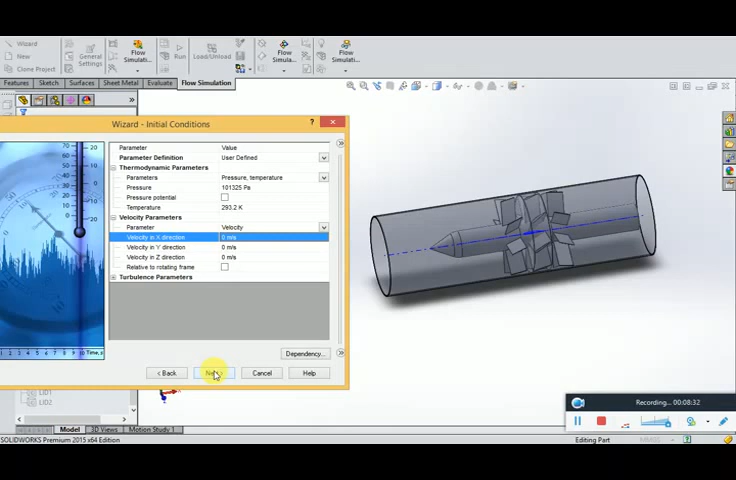 Wizard
New
Clone Project
General Settings
Flow Simulati...
Run
Load/Unload
Flow Simula...
Flow Simulati...
Features Sketch Surfaces Sheet Metal Evaluate Flow Simulation
Wizard - Initial Conditions
Parameter Value
Parameter Definition User Defined
Thermodynamic Parameters
Parameters Pressure, temperature
Pressure 101325 Pa
Pressure potential
Temperature 293.2 K
Velocity Parameters
Parameter Velocity
Velocity in X direction 0 m/s
Velocity in Y direction 0 m/s
Velocity in Z direction 0 m/s
Relative to rotating frame
Turbulence Parameters
Dependency...
< Back Cancel Help
LID1
LID2
Recording... 00:08:32
Model 3D Views Motion Study 1
SOLIDWORKS Premium 2015 x64 Edition
Editing Part